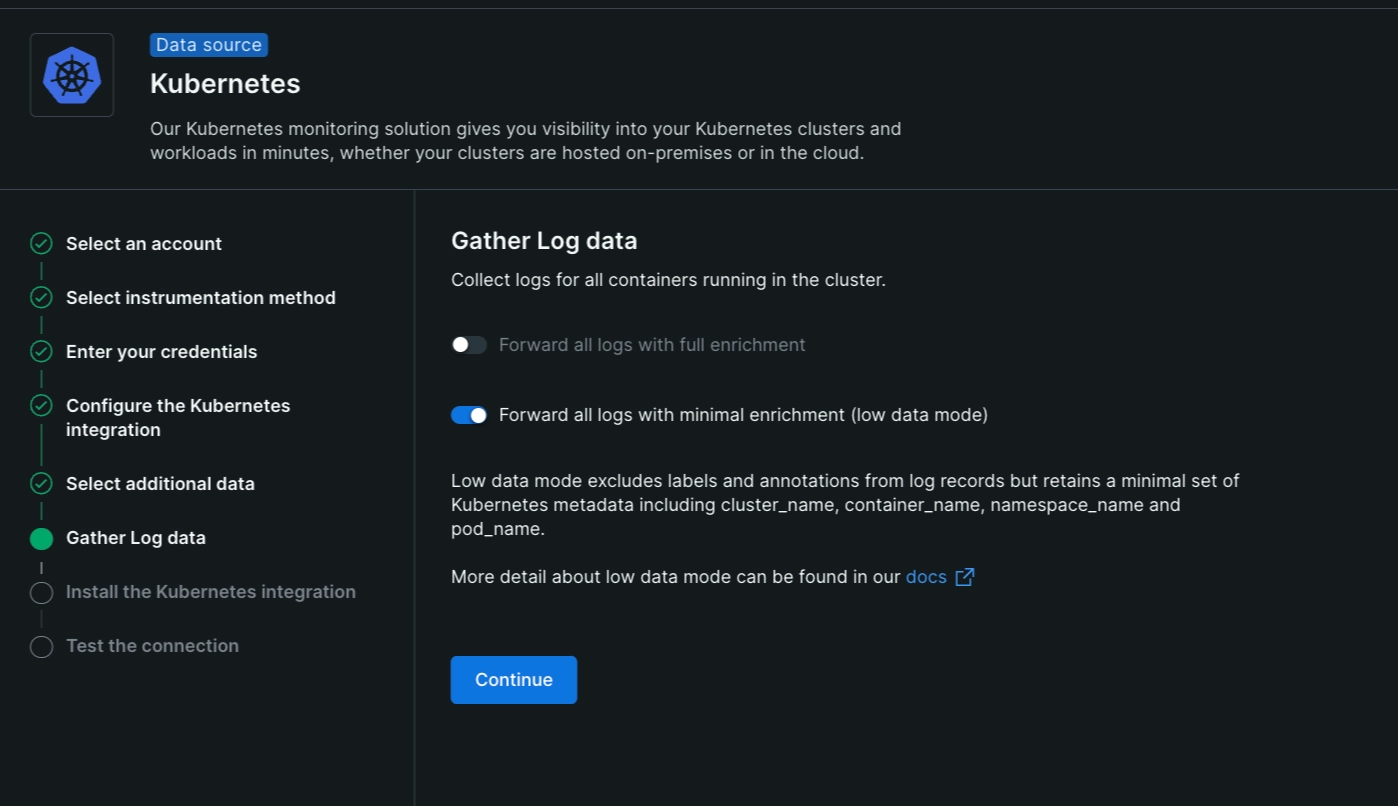 Data source
Kubernetes
Our Kubernetes monitoring solution gives you visibility into your Kubernetes clusters and
workloads in minutes, whether your clusters are hosted on-premises or in the cloud.
Select an account
Select instrumentation method
Enter your credentials
Configure the Kubernetes
integration
Select additional data
Gather Log data
Install the Kubernetes integration
Test the connection
Gather Log data
Collect logs for all containers running in the cluster.
Forward all logs with full enrichment
Forward all logs with minimal enrichment (low data mode)
Low data mode excludes labels and annotations from log records but retains a minimal set of
Kubernetes metadata including cluster_name, container_name, namespace_name and
pod_name.
More detail about low data mode can be found in our docs
Continue